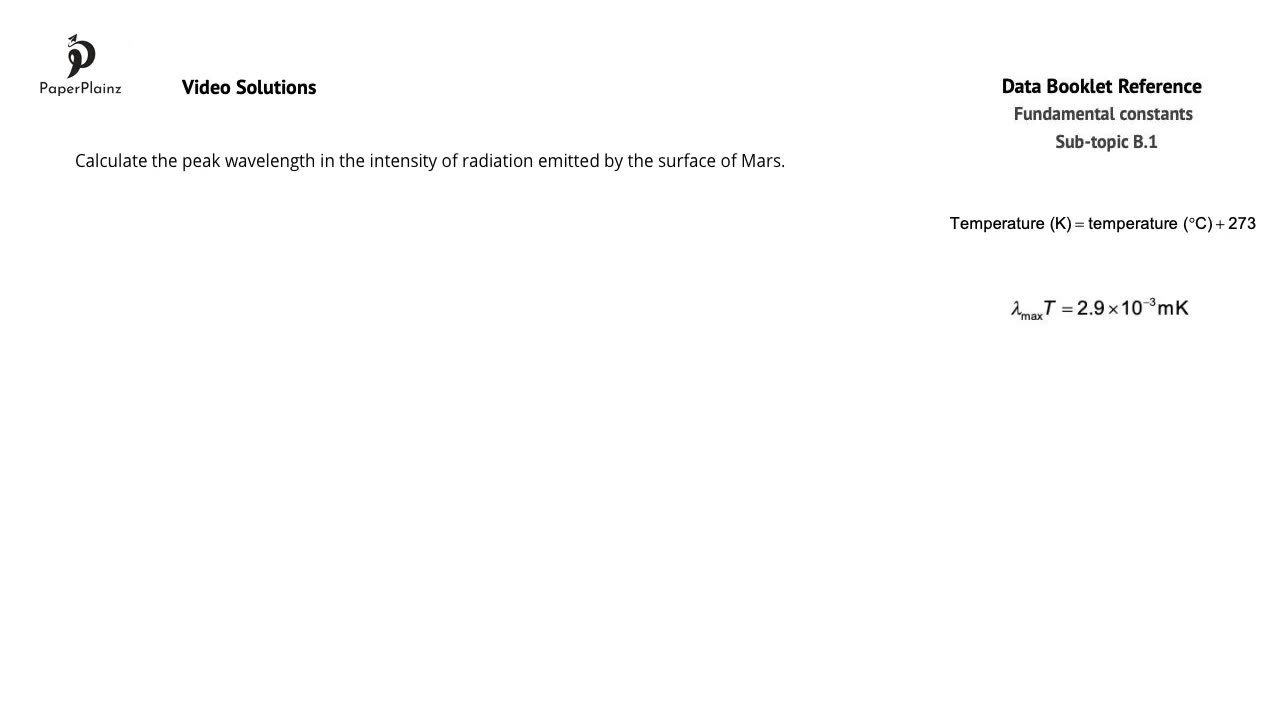 PaperPlainz
Video Solutions
Data Booklet Reference
Fundamental constants
Sub-topic B.1
Calculate the peak wavelength in the intensity of radiation emitted by the surface of Mars.
Temperature (K) = temperature (°C) + 273
λmaxT = 2.9 × 10⁻³ mK